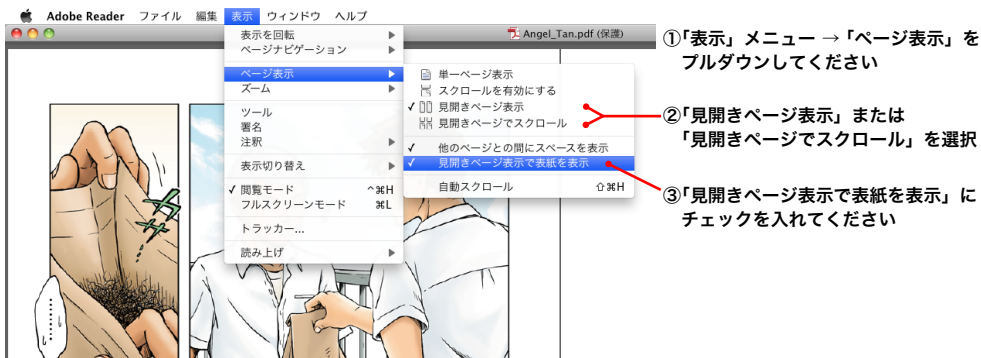 Adobe Reader ファイル 編集 表示 ウィンドウ ヘルプ
Angel_Tan.pdf (保護)
表示を回転
ページナビゲーション
ページ表示
ズーム
ツール
署名
注釈
表示切り替え
✓ 閲覧モード ^⌘H
フルスクリーンモード ⌘L
トラッカー...
読み上げ
単一ページ表示
スクロールを有効にする
✓ 見開きページ表示
見開きページでスクロール
✓ 他のページとの間にスペースを表示
✓ 見開きページ表示で表紙を表示
自動スクロール ⇧⌘H
①「表示」メニュー → 「ページ表示」を
プルダウンしてください
②「見開きページ表示」または
「見開きページでスクロール」を選択
③「見開きページ表示で表紙を表示」に
チェックを入れてください